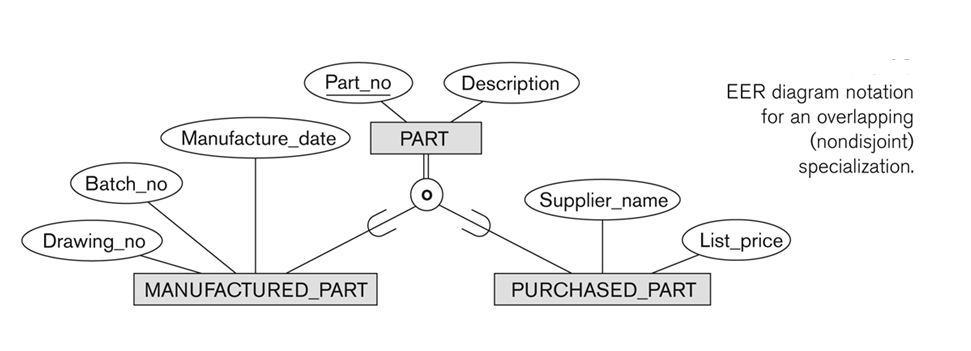 Part_no
Description
EER diagram notation
for an overlapping
(nondisjoint)
specialization.
Manufacture_date
PART
Batch_no
o
Supplier_name
Drawing_no
List_price
MANUFACTURED_PART
PURCHASED_PART